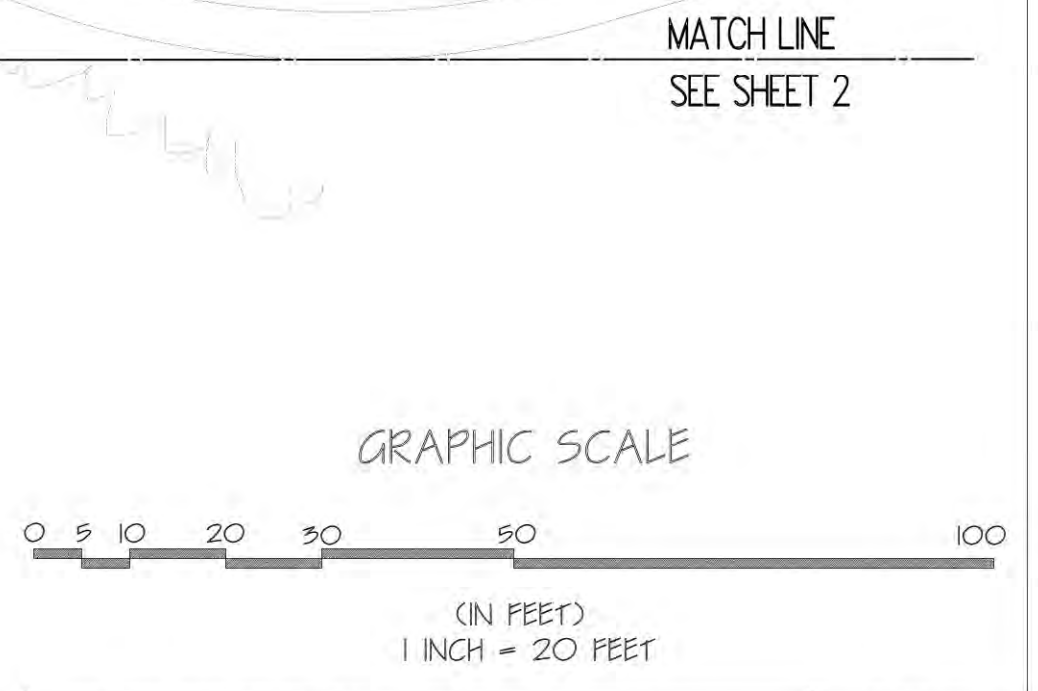 MATCH LINE
SEE SHEET 2
GRAPHIC SCALE
0 5 10 20 30 50 100
(IN FEET)
1 INCH = 20 FEET